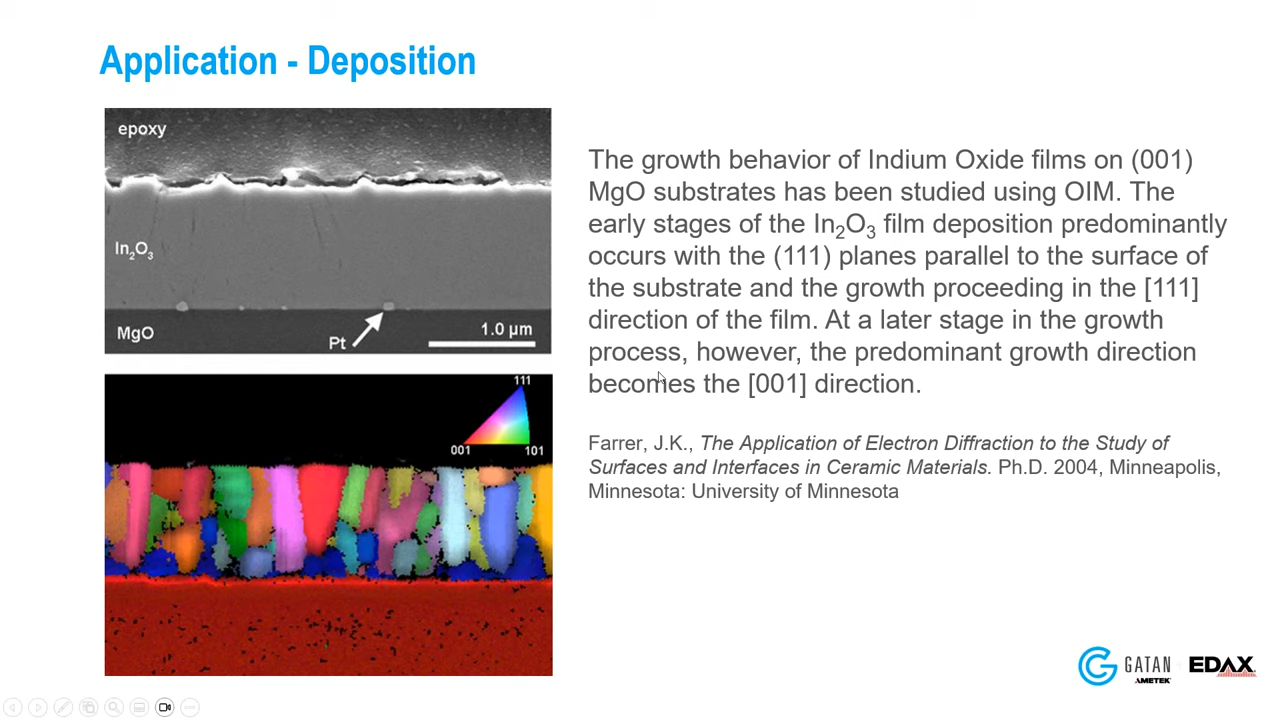 Application - Deposition
epoxy
In₂O₃
MgO
Pt
1.0 μm
111
001
101
The growth behavior of Indium Oxide films on (001)
MgO substrates has been studied using OIM. The
early stages of the In₂O₃ film deposition predominantly
occurs with the (111) planes parallel to the surface of
the substrate and the growth proceeding in the [111]
direction of the film. At a later stage in the growth
process, however, the predominant growth direction
becomes the [001] direction.
Farrer, J.K., The Application of Electron Diffraction to the Study of
Surfaces and Interfaces in Ceramic Materials. Ph.D. 2004, Minneapolis,
Minnesota: University of Minnesota
GATAN
AMETEK
EDAX